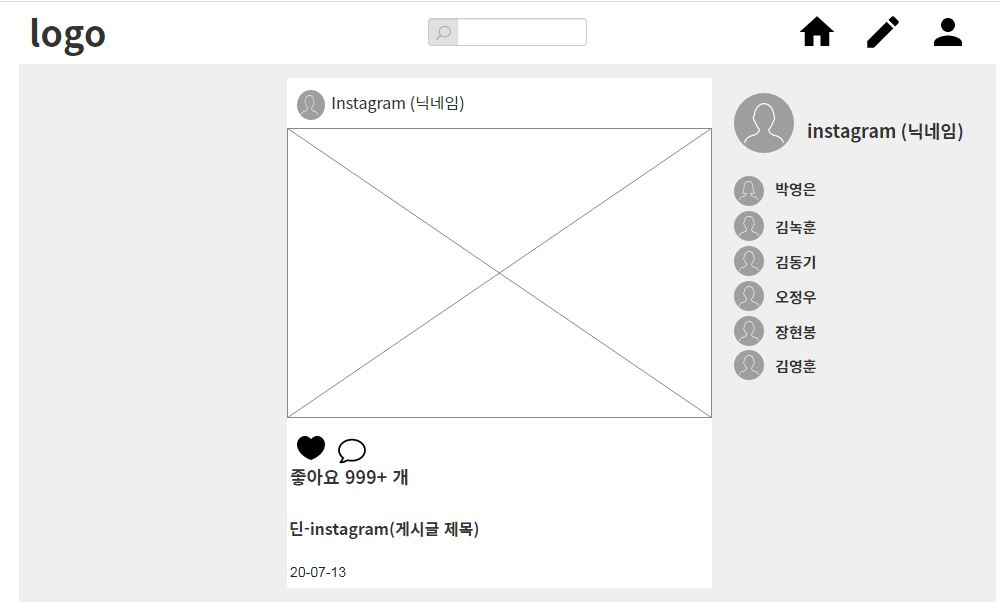 logo
Instagram (닉네임)
instagram (닉네임)
박영은
김녹훈
김동기
오정우
장현봉
김영훈
좋아요 999+ 개
딘-instagram(게시글 제목)
20-07-13